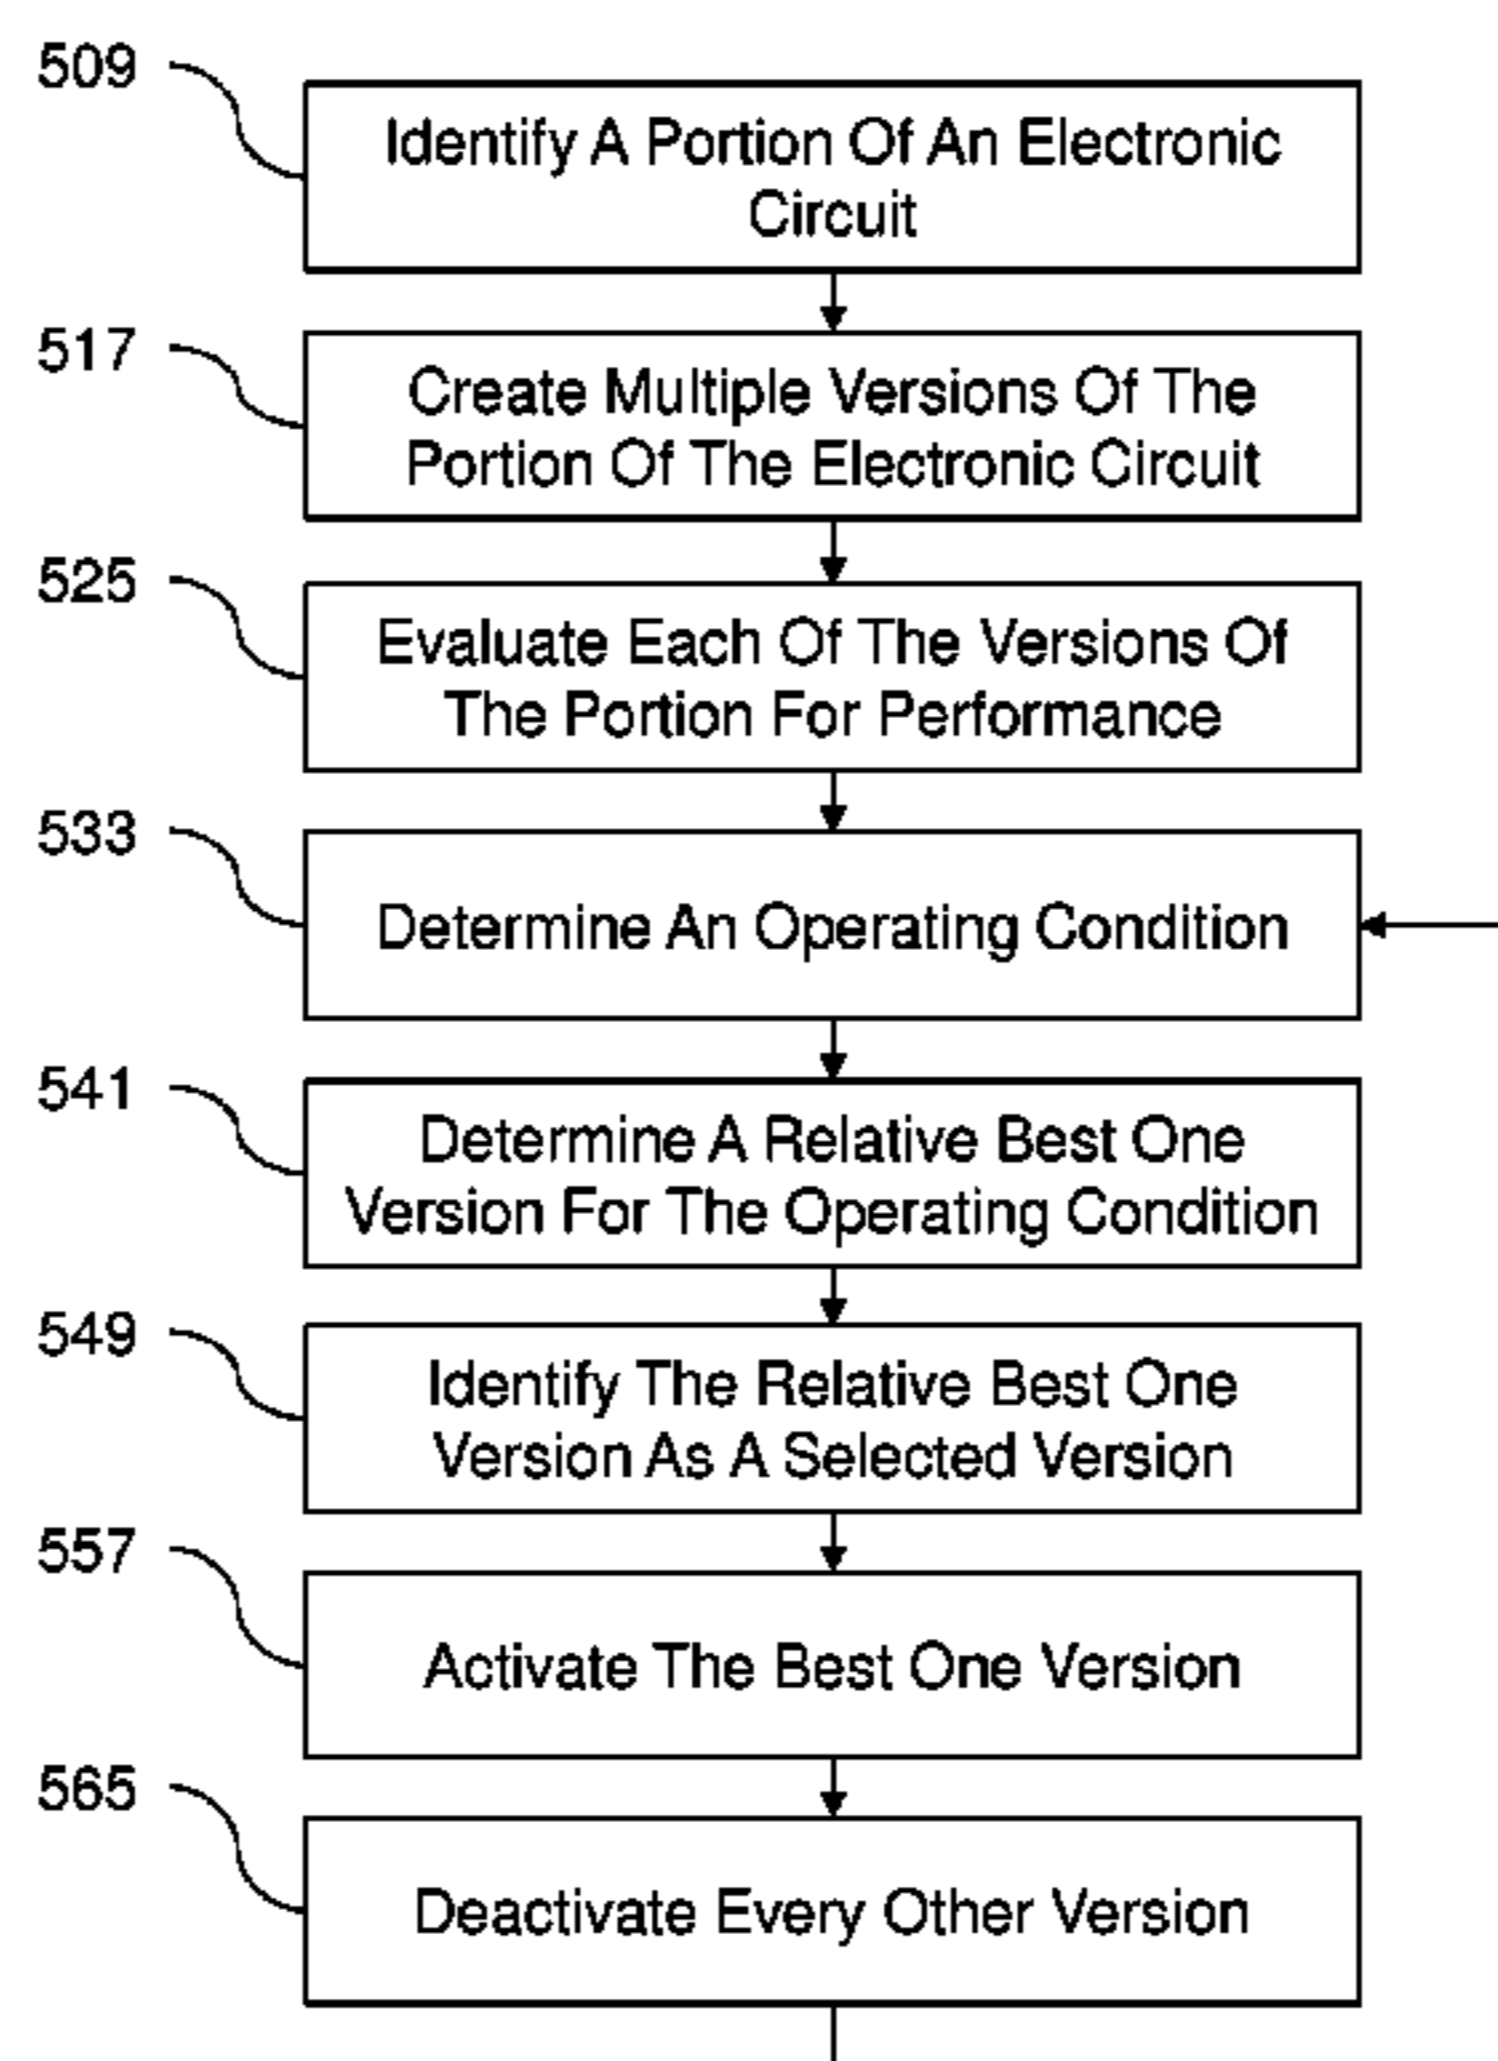 509
Identify A Portion Of An Electronic
Circuit
517
Create Multiple Versions Of The
Portion Of The Electronic Circuit
525
Evaluate Each Of The Versions Of
The Portion For Performance
533
Determine An Operating Condition
541
Determine A Relative Best One
Version For The Operating Condition
549
Identify The Relative Best One
Version As A Selected Version
557
Activate The Best One Version
565
Deactivate Every Other Version